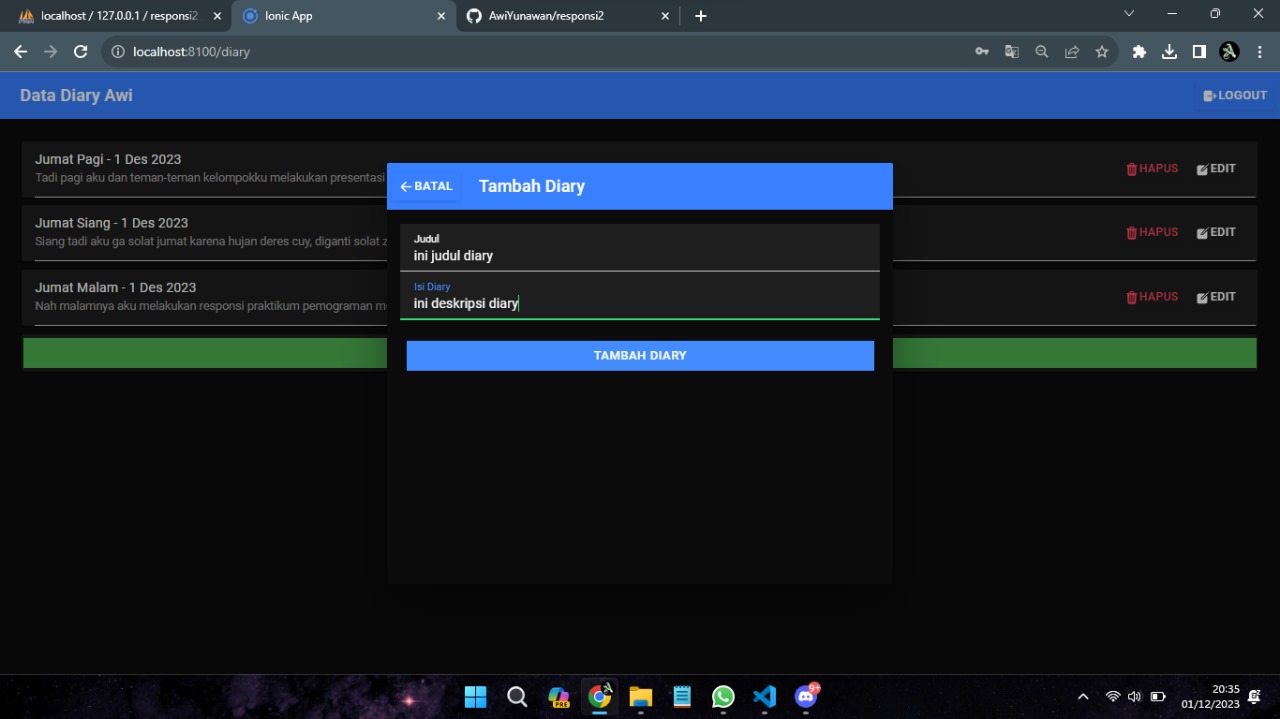 localhost / 127.0.0.1 / responsi2
Ionic App
AwiYunawan/responsi2
localhost:8100/diary
Data Diary Awi
LOGOUT
Jumat Pagi - 1 Des 2023
Tadi pagi aku dan teman-teman kelompokku melakukan presentasi
HAPUS
EDIT
Jumat Siang - 1 Des 2023
Siang tadi aku ga solat jumat karena hujan deres cuy, diganti solat
HAPUS
EDIT
Jumat Malam - 1 Des 2023
Nah malamnya aku melakukan responsi praktikum pemograman
HAPUS
EDIT
BATAL
Tambah Diary
Judul
ini judul diary
Isi Diary
ini deskripsi diary
TAMBAH DIARY
PRE
9+
20:35
01/12/2023